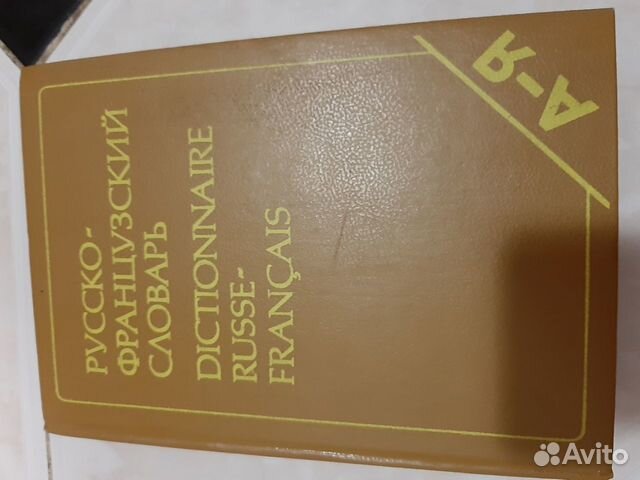 РУССКО-
ФРАНЦУЗСКИЙ
СЛОВАРЬ
DICTIONNAIRE
RUSSE-
FRANÇAIS
А-Я
Avito